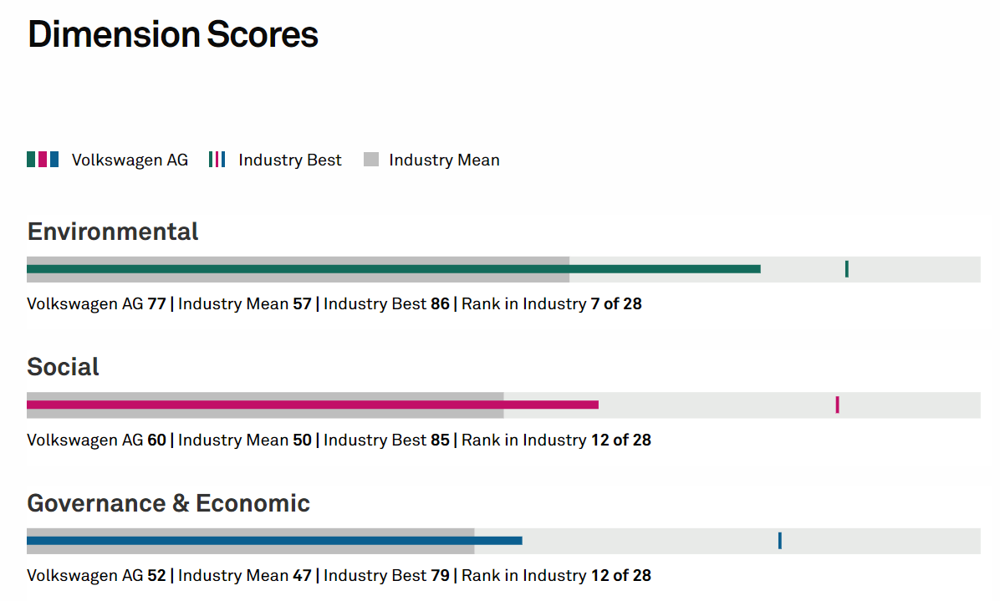 Dimension Scores
Volkswagen AG Industry Best Industry Mean
Environmental
Volkswagen AG 77 | Industry Mean 57 | Industry Best 86 | Rank in Industry 7 of 28
Social
Volkswagen AG 60 | Industry Mean 50 | Industry Best 85 | Rank in Industry 12 of 28
Governance & Economic
Volkswagen AG 52 | Industry Mean 47 | Industry Best 79 | Rank in Industry 12 of 28